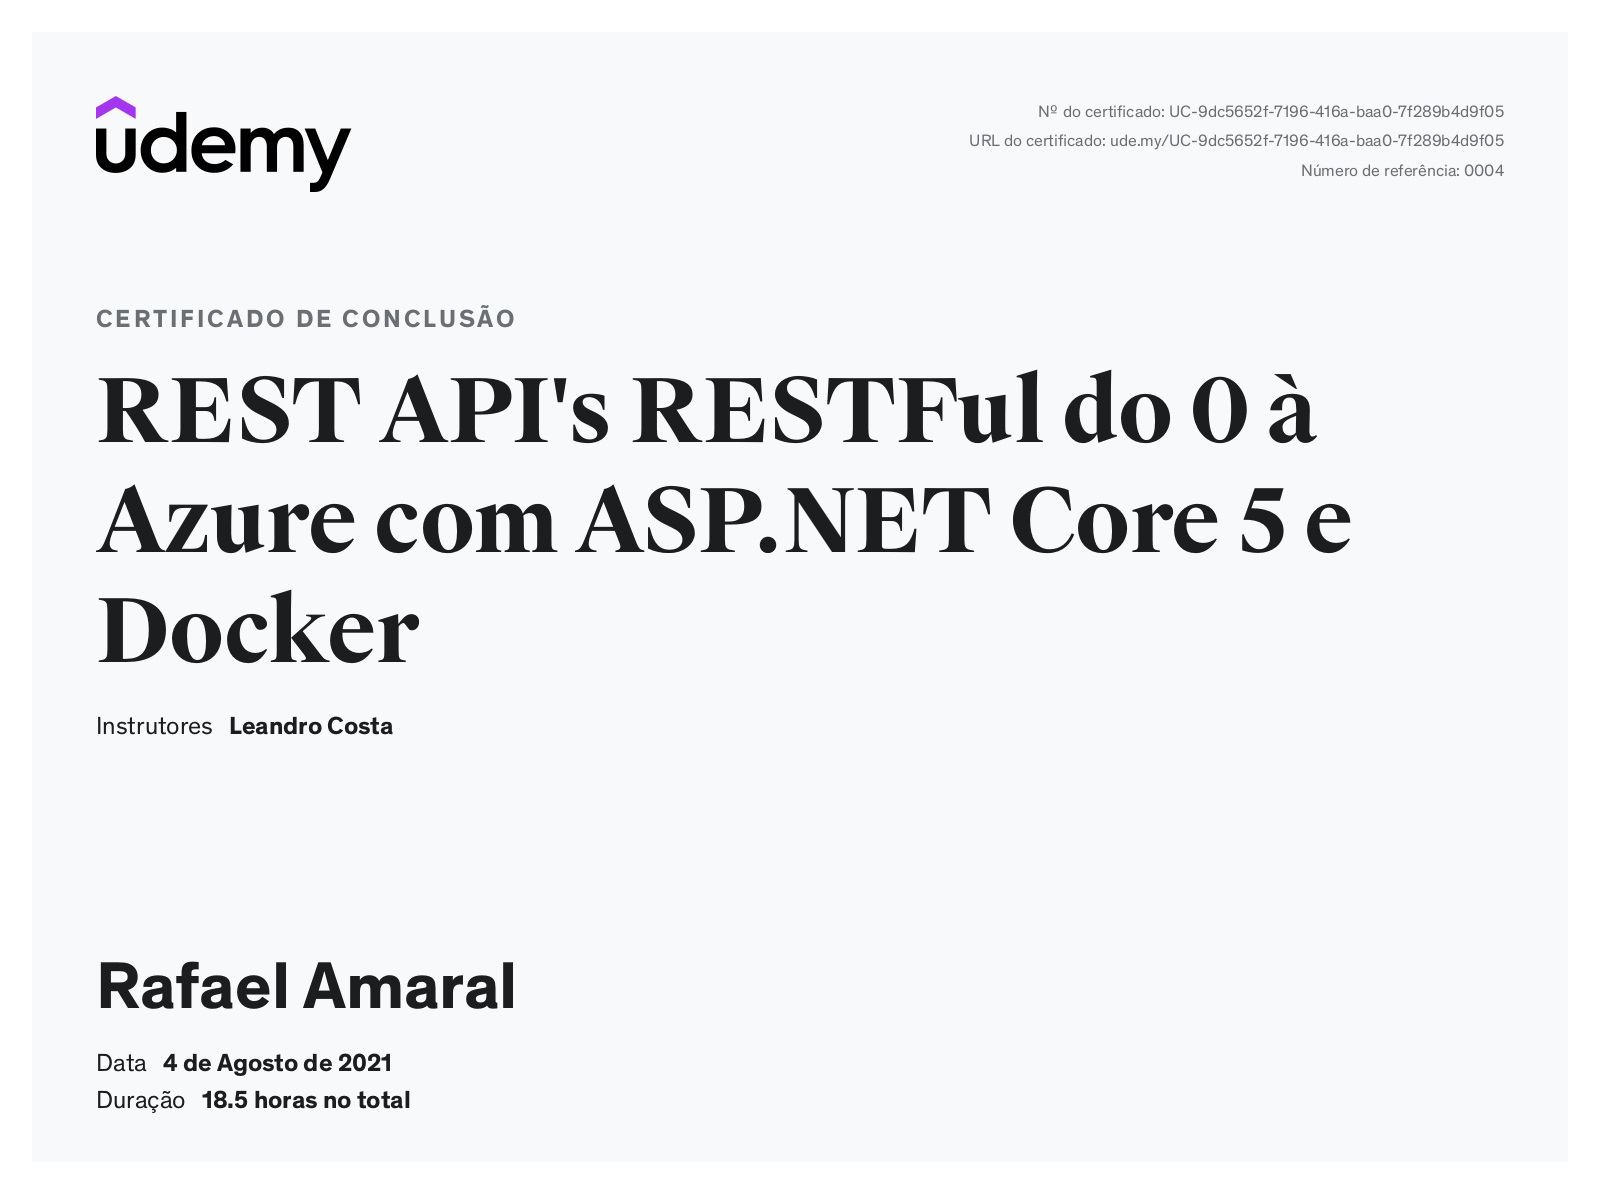 udemy
Nº do certificado: UC-9dc5652f-7196-416a-baa0-7f289b4d9f05
URL do certificado: ude.my/UC-9dc5652f-7196-416a-baa0-7f289b4d9f05
Número de referência: 0004
CERTIFICADO DE CONCLUSÃO
REST API's RESTFul do 0 à
Azure com ASP.NET Core 5 e
Docker
Instrutores Leandro Costa
Rafael Amaral
Data 4 de Agosto de 2021
Duração 18.5 horas no total